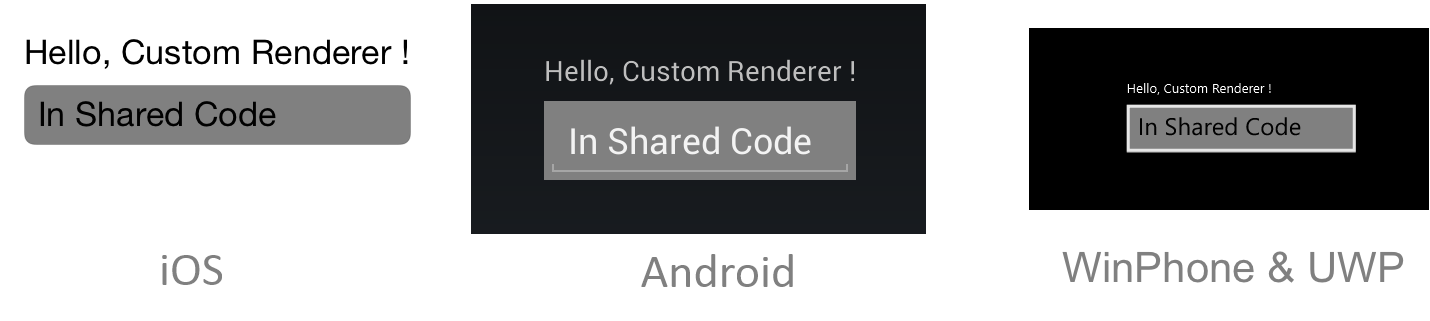 Hello, Custom Renderer !
In Shared Code
iOS
Hello, Custom Renderer !
In Shared Code
Android
Hello, Custom Renderer !
In Shared Code
WinPhone & UWP